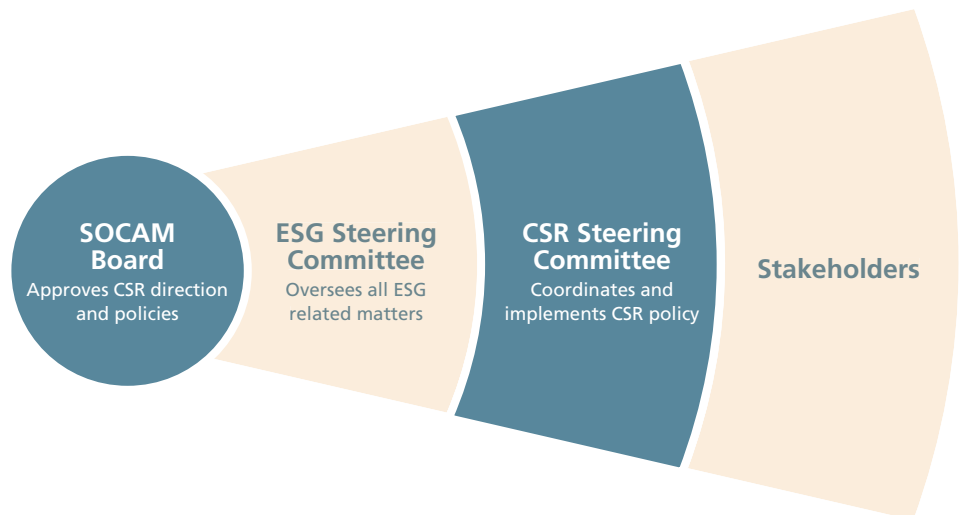 SOCAM
Board
Approves CSR direction
and policies
ESG Steering
Committee
Oversees all ESG
related matters
CSR Steering
Committee
Coordinates and
implements CSR policy
Stakeholders